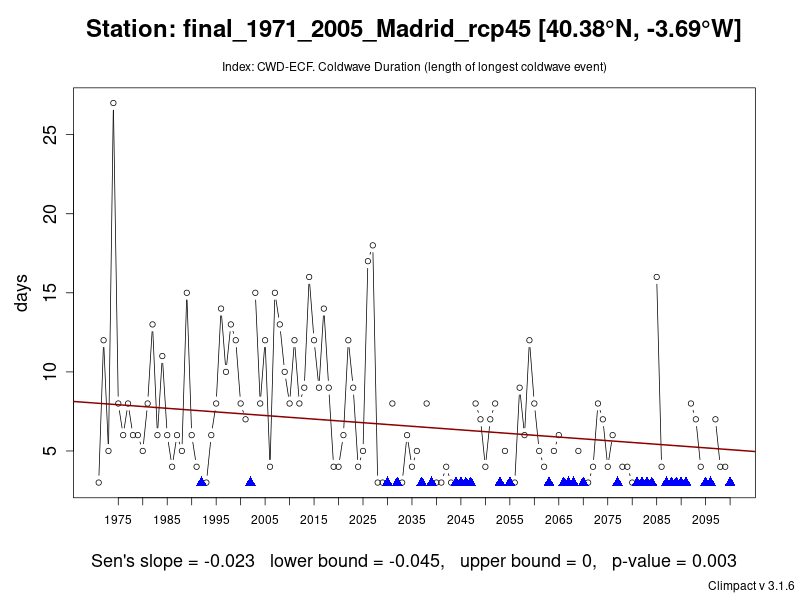 Station: final_1971_2005_Madrid_rcp45 [40.38°N, -3.69°W]
Index: CWD-ECF. Coldwave Duration (length of longest coldwave event)
days
25
20
15
10
5
1975 1985 1995 2005 2015 2025 2035 2045 2055 2065 2075 2085 2095
Sen's slope = -0.023 lower bound = -0.045, upper bound = 0, p-value = 0.003
Climpact v 3.1.6